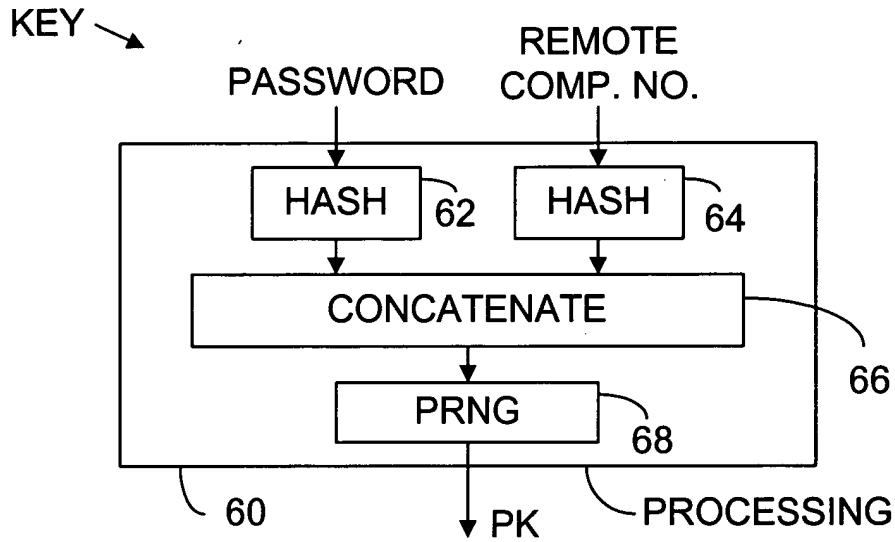 KEY
PASSWORD
REMOTE
COMP. NO.
HASH
62
HASH
64
CONCATENATE
66
PRNG
68
60
PK
PROCESSING